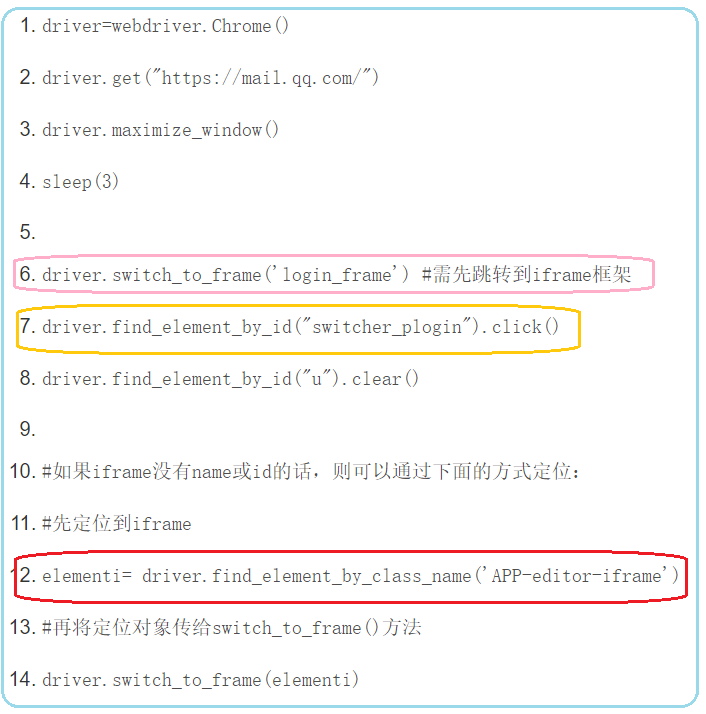 1. driver=webdriver.Chrome()
2. driver.get("https://mail.qq.com/")
3. driver.maximize_window()
4. sleep(3)
5.
6. driver.switch_to_frame('login_frame') #需先跳转到iframe框架
7. driver.find_element_by_id("switcher_plogin").click()
8. driver.find_element_by_id("u").clear()
9.
10. #如果iframe没有name或id的话，则可以通过下面的方式定位：
11. #先定位到iframe
12. elementi= driver.find_element_by_class_name('APP-editor-iframe')
13. #再将定位对象传给switch_to_frame()方法
14. driver.switch_to_frame(elementi)